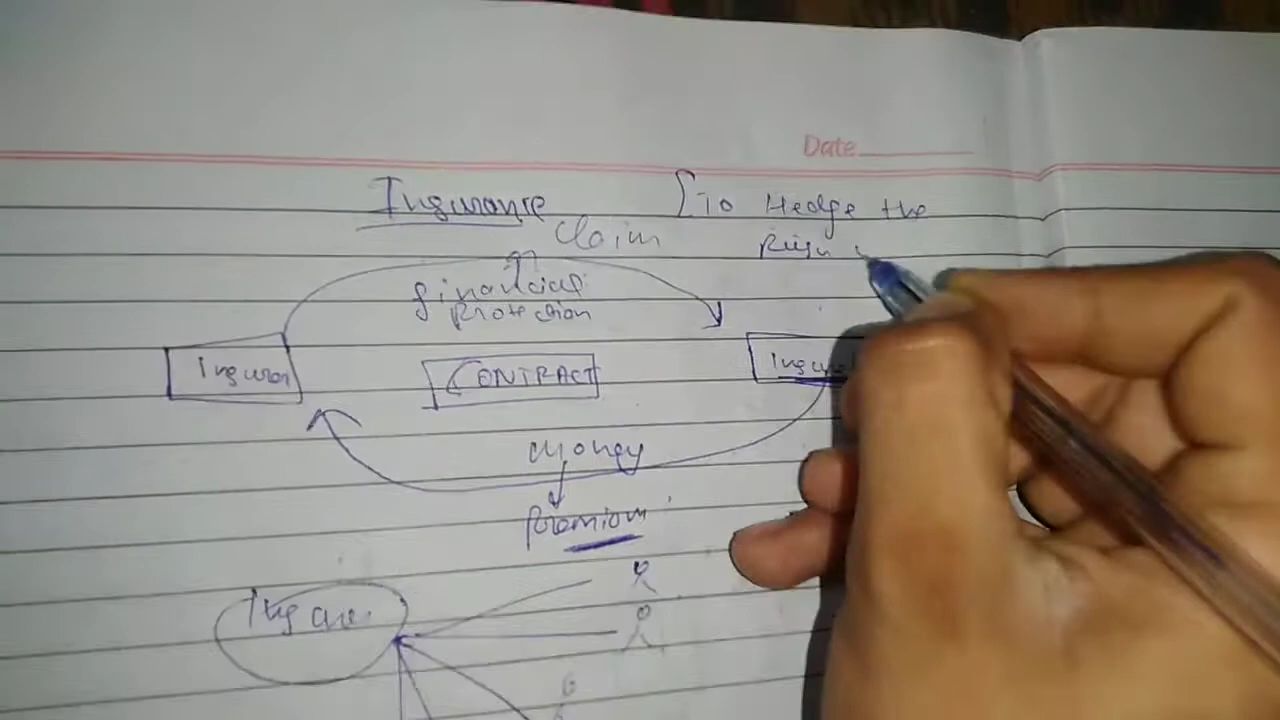 Date
Insurance [To Hedge the
Claim
Risk
financial
protection
Insurer
CONTRACT
Insured
money
premium
Insurer